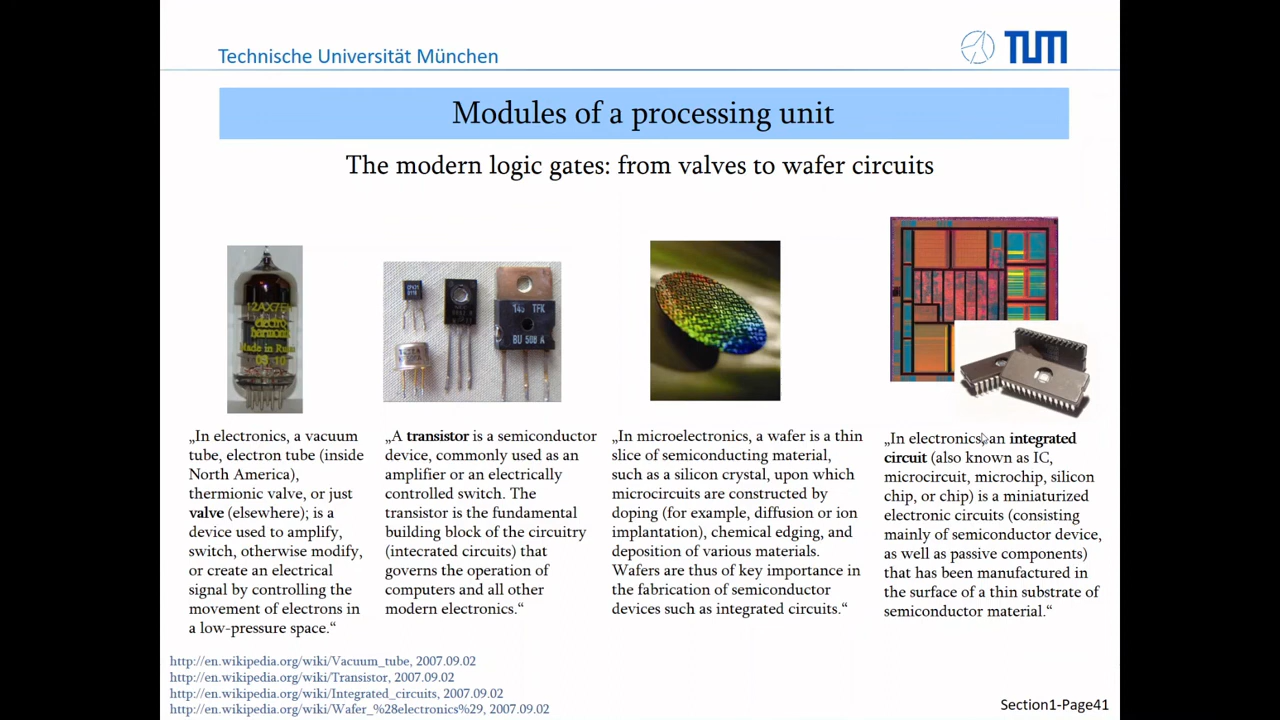 Technische Universität München
TUM
Modules of a processing unit
The modern logic gates: from valves to wafer circuits
12AX7E
electro
harmonix
Made in Rus
145 TFK
BU 508 A
„In electronics, a vacuum
tube, electron tube (inside
North America),
thermionic valve, or just
valve (elsewhere); is a
device used to amplify,
switch, otherwise modify,
or create an electrical
signal by controlling the
movement of electrons in
a low-pressure space.“
„A transistor is a semiconductor
device, commonly used as an
amplifier or an electrically
controlled switch. The
transistor is the fundamental
building block of the circuitry
(intecrated circuits) that
governs the operation of
computers and all other
modern electronics.“
„In microelectronics, a wafer is a thin
slice of semiconducting material,
such as a silicon crystal, upon which
microcircuits are constructed by
doping (for example, diffusion or ion
implantation), chemical edging, and
deposition of various materials.
Wafers are thus of key importance in
the fabrication of semiconductor
devices such as integrated circuits.“
„In electronics, an integrated
circuit (also known as IC,
microcircuit, microchip, silicon
chip, or chip) is a miniaturized
electronic circuits (consisting
mainly of semiconductor device,
as well as passive components)
that has been manufactured in
the surface of a thin substrate of
semiconductor material.“
http://en.wikipedia.org/wiki/Vacuum_tube, 2007.09.02
http://en.wikipedia.org/wiki/Transistor, 2007.09.02
http://en.wikipedia.org/wiki/Integrated_circuits, 2007.09.02
http://en.wikipedia.org/wiki/Wafer_%28electronics%29, 2007.09.02
Section1-Page41